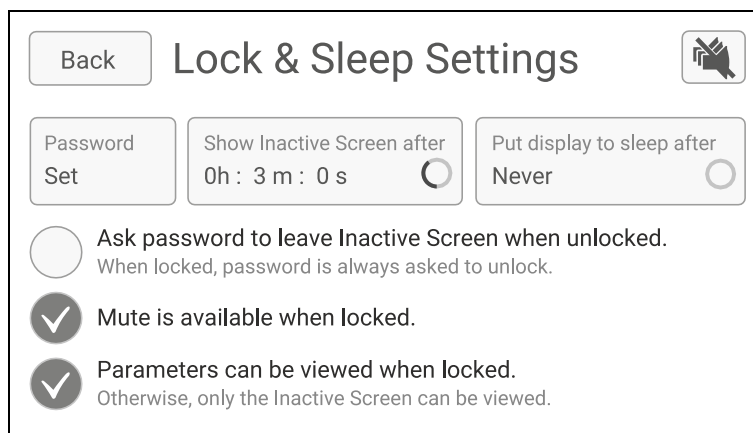 Back
Lock & Sleep Settings
Password
Set
Show Inactive Screen after
0h : 3 m : 0 s
Put display to sleep after
Never
Ask password to leave Inactive Screen when unlocked.
When locked, password is always asked to unlock.
Mute is available when locked.
Parameters can be viewed when locked.
Otherwise, only the Inactive Screen can be viewed.